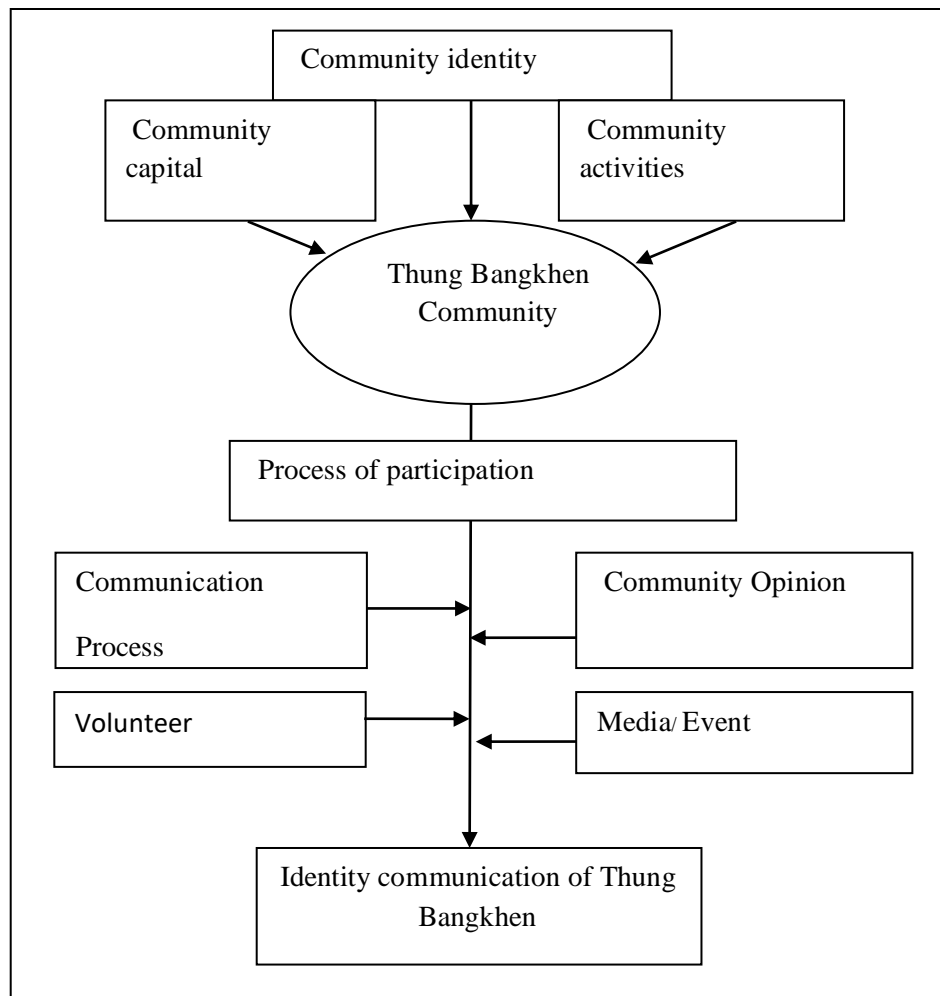 Community identity
Community
capital
Community
activities
Thung Bangkhen
Community
Process of participation
Communication
Process
Community Opinion
Volunteer
Media/ Event
Identity communication of Thung
Bangkhen